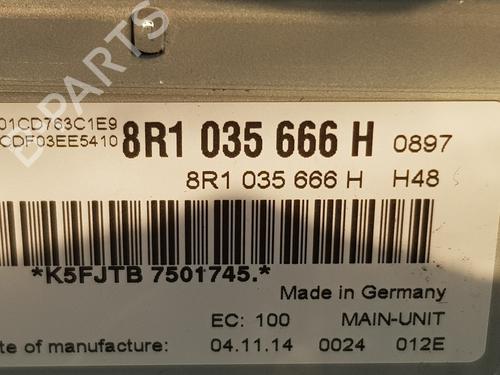 01CD763C1E9
CDF03EE5410
8R1 035 666 H 0897
8R1 035 666 H H48
*K5FJTB 7501745.*
Made in Germany
EC: 100 MAIN-UNIT
te of manufacture: 04.11.14 0024 012E